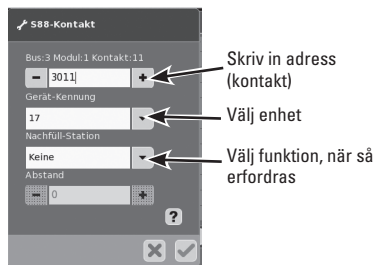 S88-Kontakt
Bus:3 Modul:1 Kontakt:11
- 3011 +
Gerät-Kennung
17
Nachfüll-Station
Keine
Abstand
- 0 +
?
Skriv in adress
(kontakt)
Välj enhet
Välj funktion, när så
erfordras